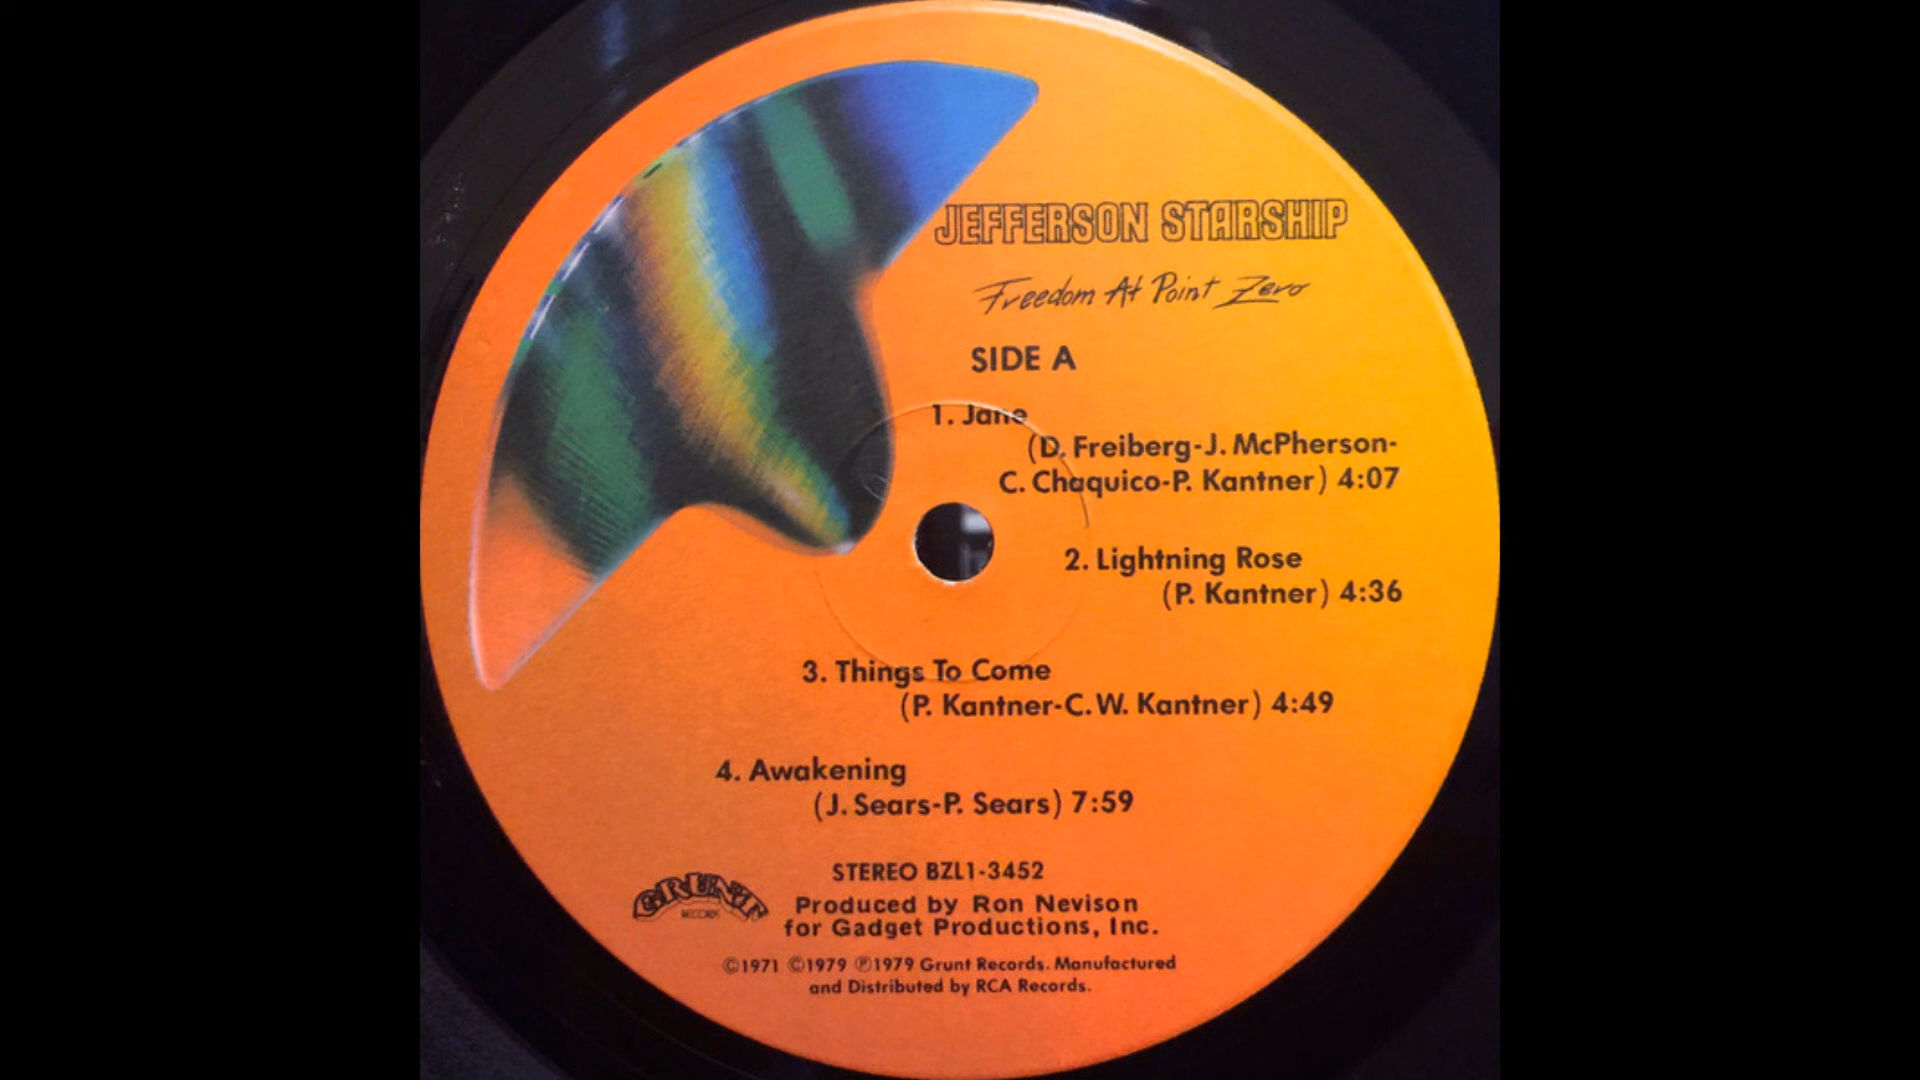 JEFFERSON STARSHIP
Freedom At Point Zero
SIDE A
1. Jane
(D. Freiberg-J. McPherson-
C. Chaquico-P. Kantner) 4:07
2. Lightning Rose
(P. Kantner) 4:36
3. Things To Come
(P. Kantner-C.W. Kantner) 4:49
4. Awakening
(J. Sears-P. Sears) 7:59
STEREO BZL1-3452
GRUNT
RECORDS
Produced by Ron Nevison
for Gadget Productions, Inc.
©1971 ©1979 ℗1979 Grunt Records. Manufactured
and Distributed by RCA Records.